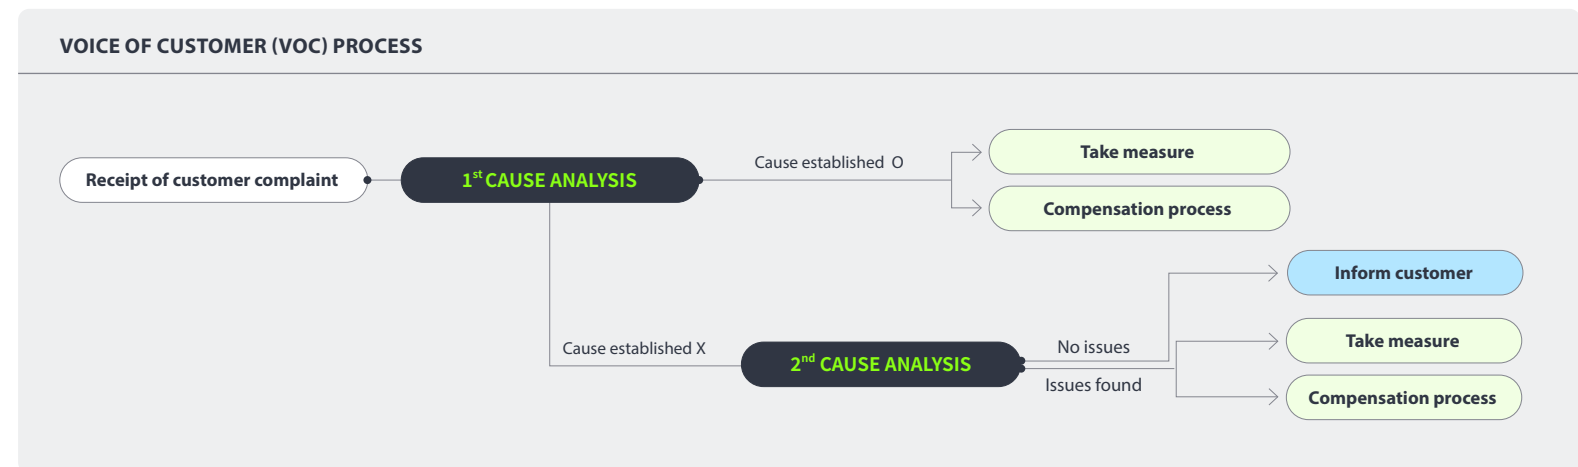 VOICE OF CUSTOMER (VOC) PROCESS
Receipt of customer complaint
1st CAUSE ANALYSIS
Cause established O
Take measure
Compensation process
Cause established X
2nd CAUSE ANALYSIS
No issues
Issues found
Inform customer
Take measure
Compensation process